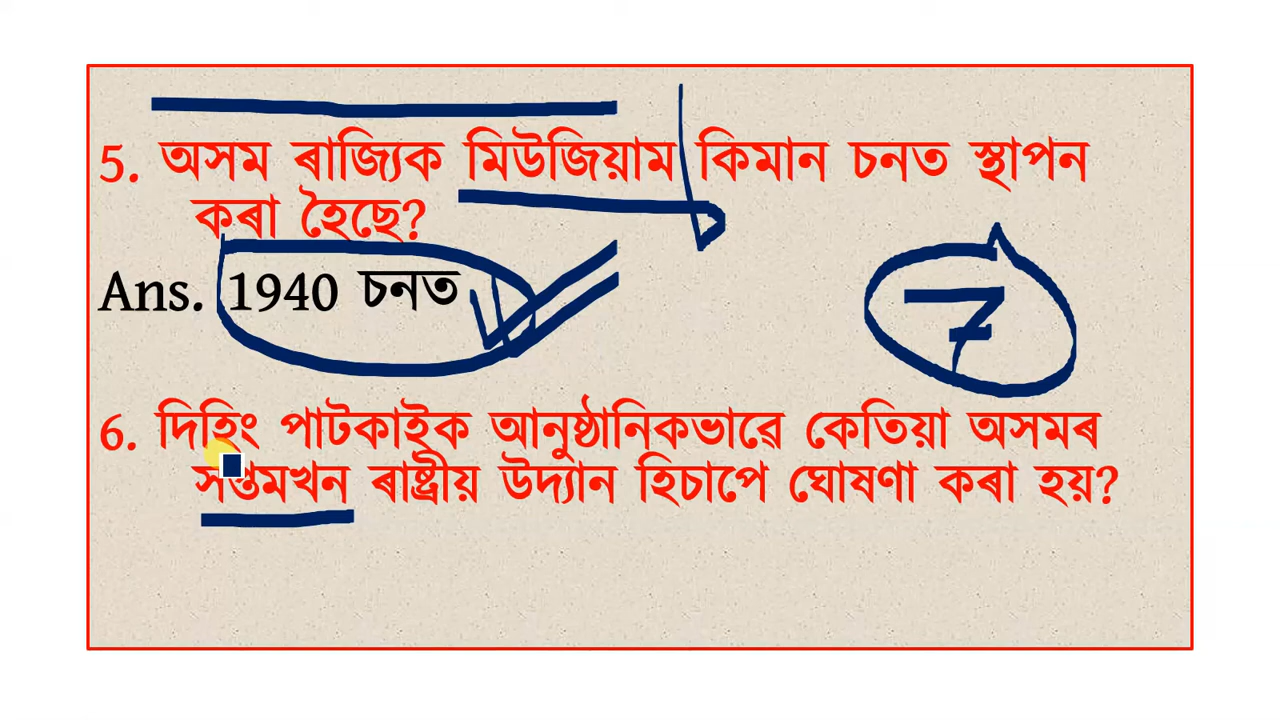 5. অসম ৰাজ্যিক মিউজিয়াম কিমান চনত স্থাপন
কৰা হৈছে?
Ans. 1940 চনত
7
6. দিহিং পাটকাইক আনুষ্ঠানিকভাৱে কেতিয়া অসমৰ
সপ্তমখন ৰাষ্ট্ৰীয় উদ্যান হিচাপে ঘোষণা কৰা হয়?